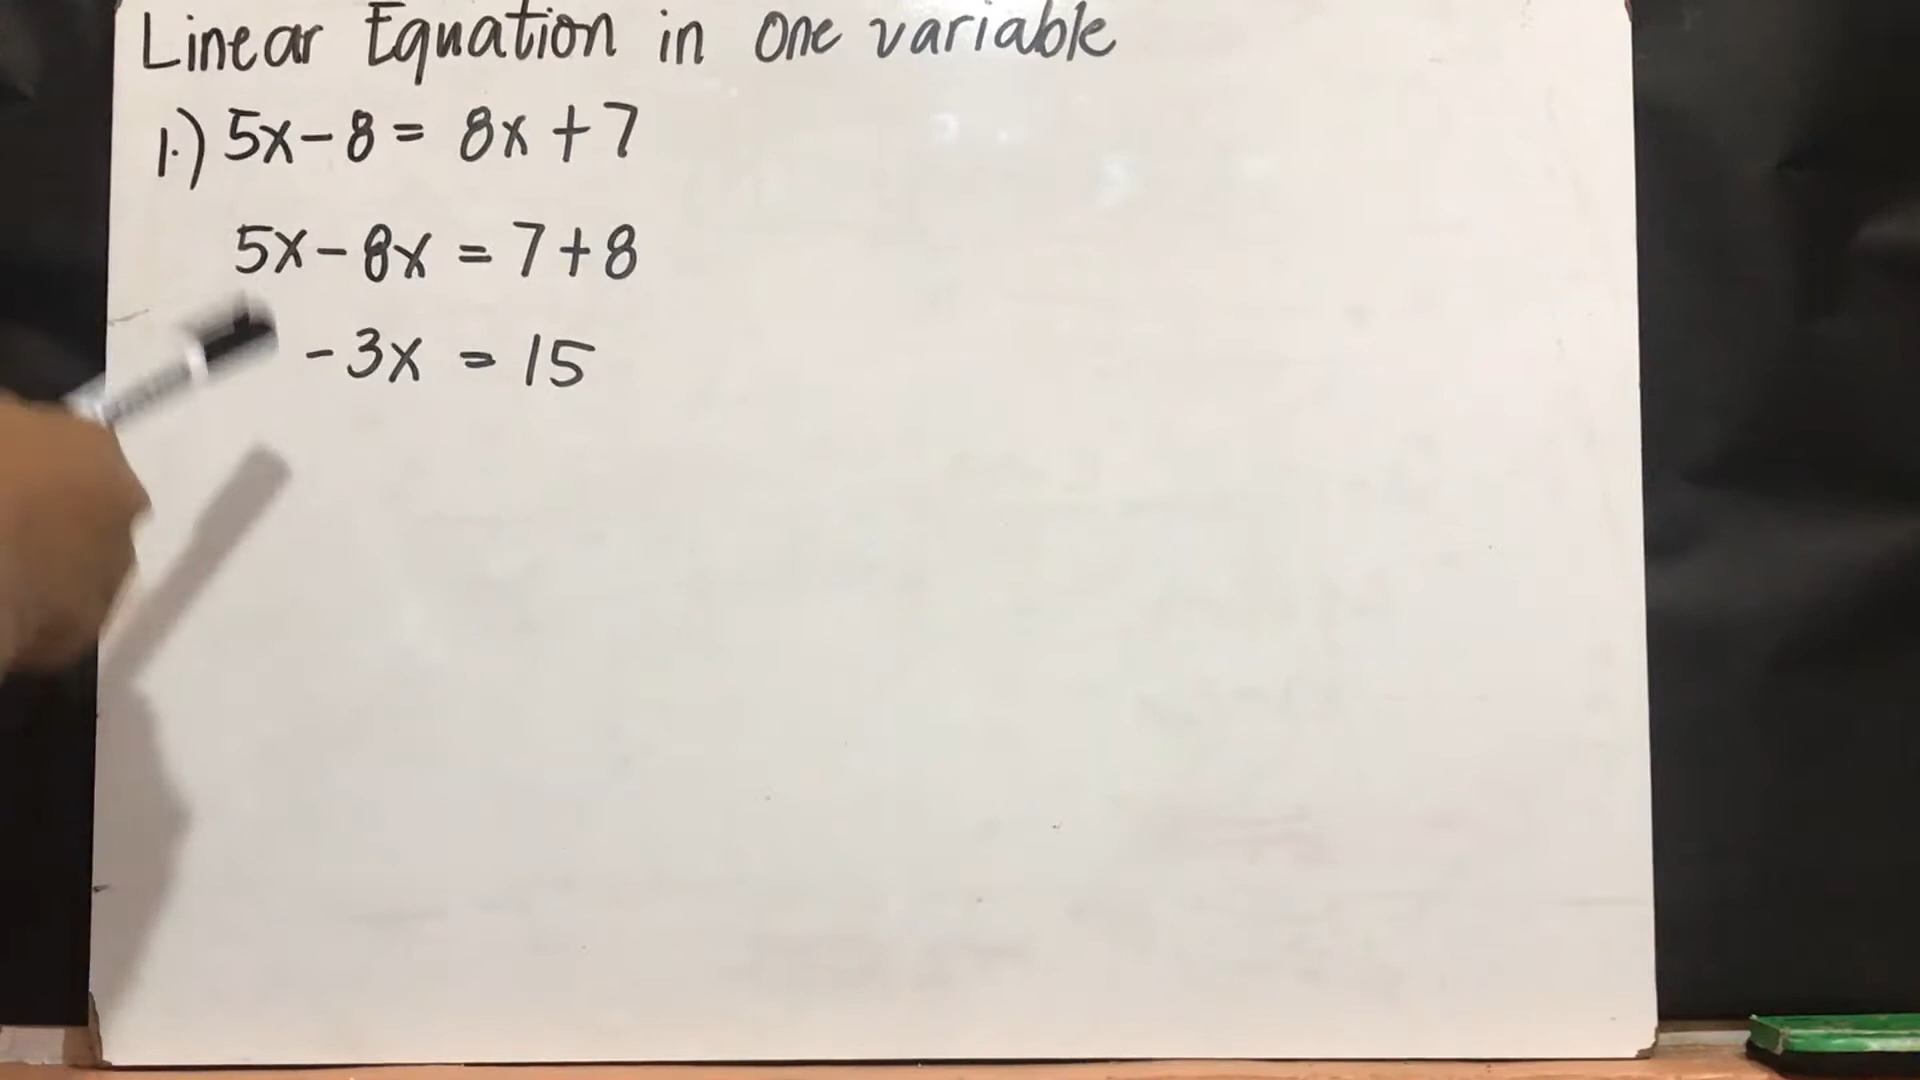 Linear Equation in one variable
1.) 5x - 8 = 8x + 7
5x - 8x = 7 + 8
-3x = 15